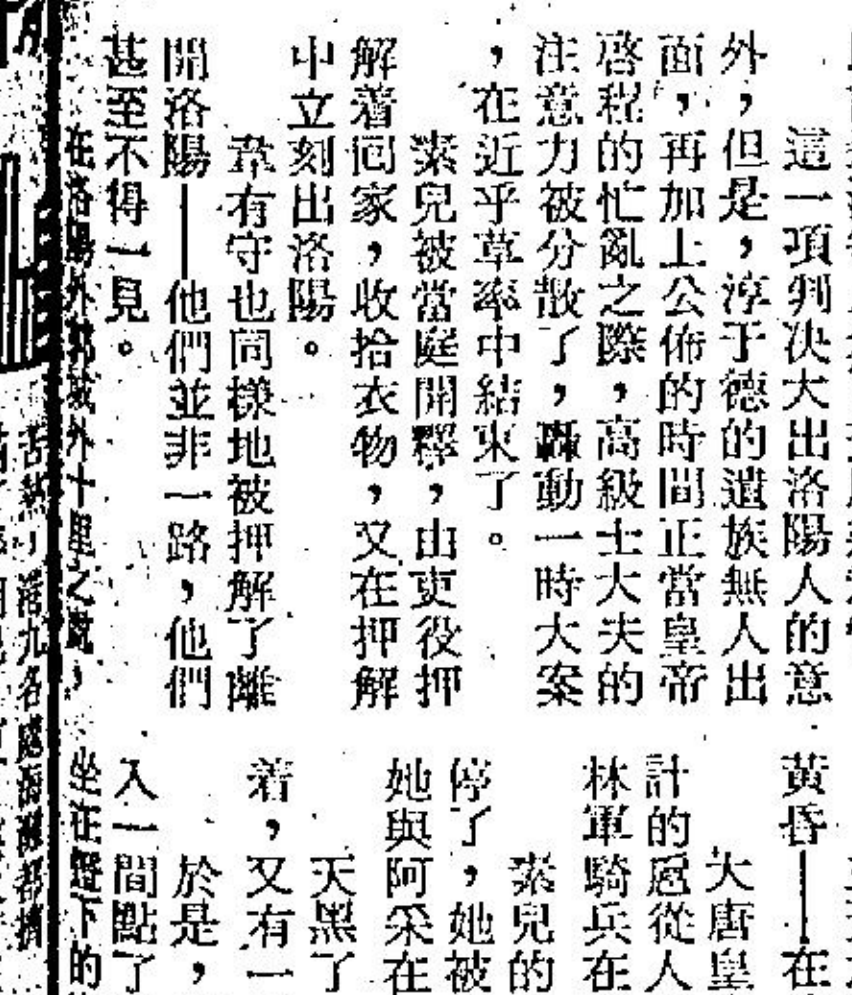 這一項判決大出洛陽人的意
外,但是,淳于德的遺族無人出
面,再加上公佈的時間正當皇帝
啓程的忙亂之際,高級士大夫的
注意力被分散了,轟動一時大案
,在近乎草率中結束了。
素兒被當庭開釋,由吏役押
解着回家,收拾衣物,又在押解
中立刻出洛陽。
韋有守也同樣地被押解了離
開洛陽——他們並非一路,他們
甚至不得一見。
在洛陽外郭城外十里之處,
黃昏——在
大唐皇
計的扈從人
林軍騎兵在
素兒的
停了,她被
她與阿采在
天黑了
着,又有一
於是,
入一間點了
坐在燈下的